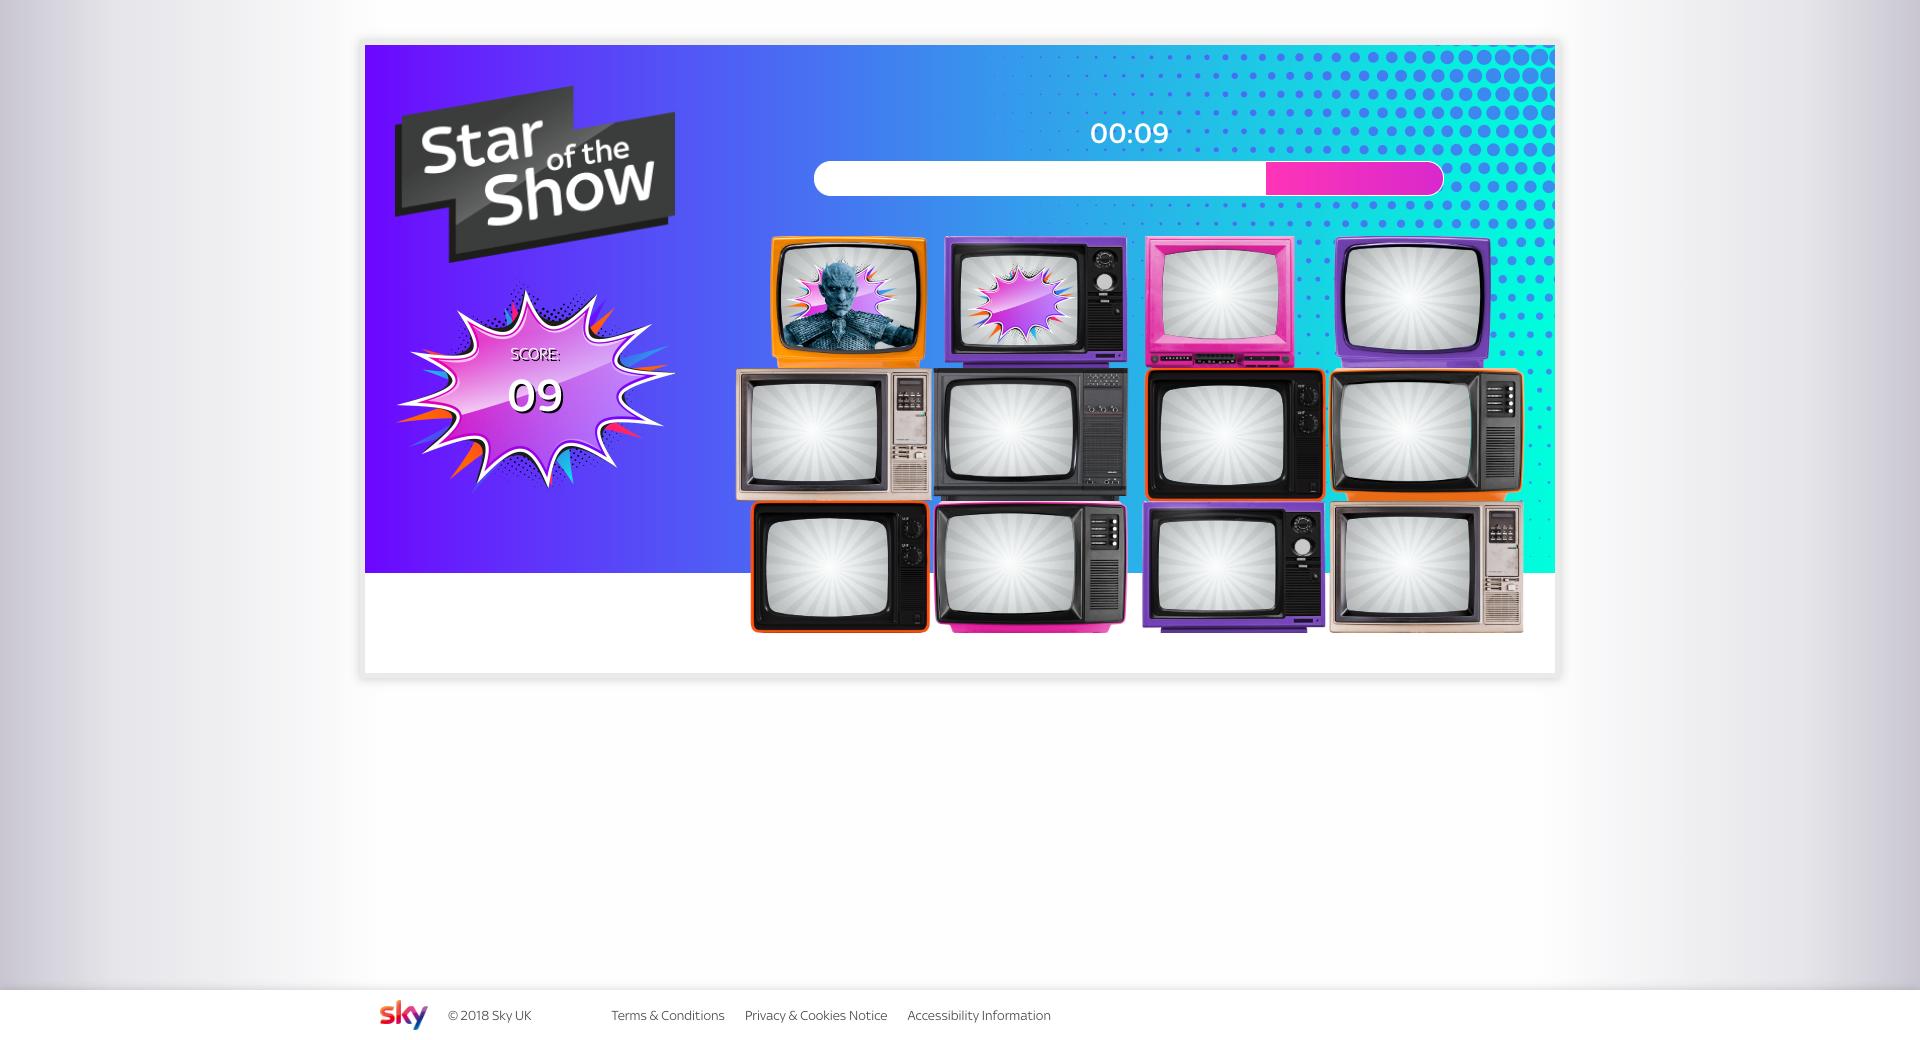 Star
of the
Show
00:09
SCORE:
09
sky
© 2018 Sky UK
Terms & Conditions
Privacy & Cookies Notice
Accessibility Information